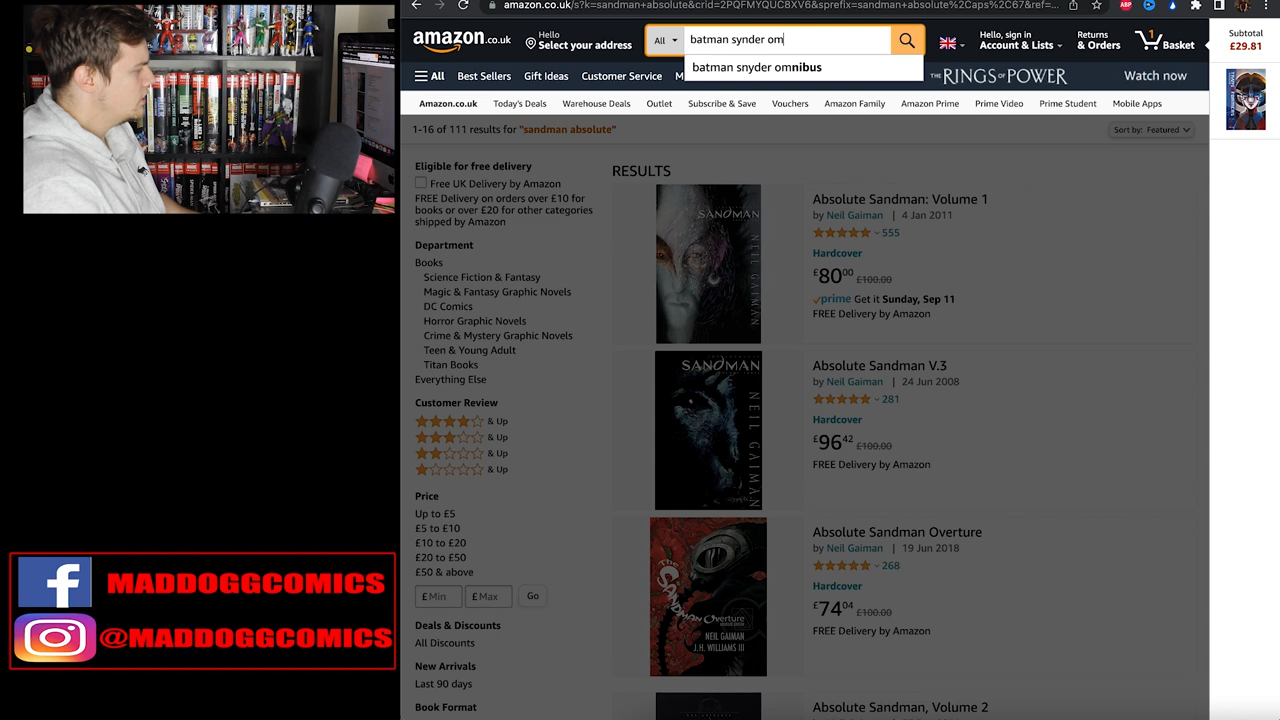 amazon.co.uk/s?k=sandman+absolute&crid=2PQFMYQUC8XV6&sprefix=sandman+absolute%2Caps%2C67&ref=...
amazon.co.uk
Hello
Select your address
All
batman synder om
batman snyder omnibus
Hello, sign in
Account & Lists
Returns
& Orders
1
Basket
Subtotal
£29.81
All
Best Sellers
Gift Ideas
Customer Service
M
THE RINGS OF POWER
Watch now
Amazon.co.uk
Today's Deals
Warehouse Deals
Outlet
Subscribe & Save
Vouchers
Amazon Family
Amazon Prime
Prime Video
Prime Student
Mobile Apps
1-16 of 111 results for "sandman absolute"
Sort by: Featured
Eligible for free delivery
Free UK Delivery by Amazon
FREE Delivery on orders over £10 for
books or over £20 for other categories
shipped by Amazon
Department
Books
Science Fiction & Fantasy
Magic & Fantasy Graphic Novels
DC Comics
Horror Graphic Novels
Crime & Mystery Graphic Novels
Teen & Young Adult
Titan Books
Everything Else
Customer Review
& Up
& Up
& Up
& Up
Price
Up to £5
£5 to £10
£10 to £20
£20 to £50
£50 & above
£ Min
£ Max
Go
Deals & Discounts
All Discounts
New Arrivals
Last 90 days
Book Format
RESULTS
SANDMAN
NEIL GAIMAN
Absolute Sandman: Volume 1
by Neil Gaiman | 4 Jan 2011
555
Hardcover
£80.00 £100.00
prime Get it Sunday, Sep 11
FREE Delivery by Amazon
SANDMAN
NEIL GAIMAN
Absolute Sandman V.3
by Neil Gaiman | 24 Jun 2008
281
Hardcover
£96.42 £100.00
FREE Delivery by Amazon
The
SANDMAN
Overture
NEIL GAIMAN
J.H. WILLIAMS III
Absolute Sandman Overture
by Neil Gaiman | 19 Jun 2018
268
Hardcover
£74.04 £100.00
FREE Delivery by Amazon
Absolute Sandman, Volume 2
f
MADDOGGCOMICS
@MADDOGGCOMICS